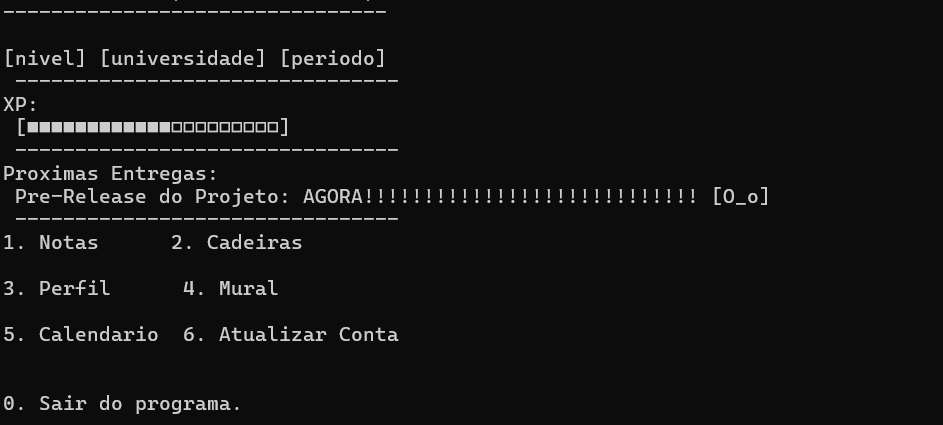 --------------------------------
[nivel] [universidade] [periodo]
--------------------------------
XP:
[■■■■■■■■■■■■□□□□□□□□□]
--------------------------------
Proximas Entregas:
Pre-Release do Projeto: AGORA!!!!!!!!!!!!!!!!!!!!!!!!!!!! [O_o]
--------------------------------
1. Notas      2. Cadeiras
3. Perfil      4. Mural
5. Calendario  6. Atualizar Conta
0. Sair do programa.